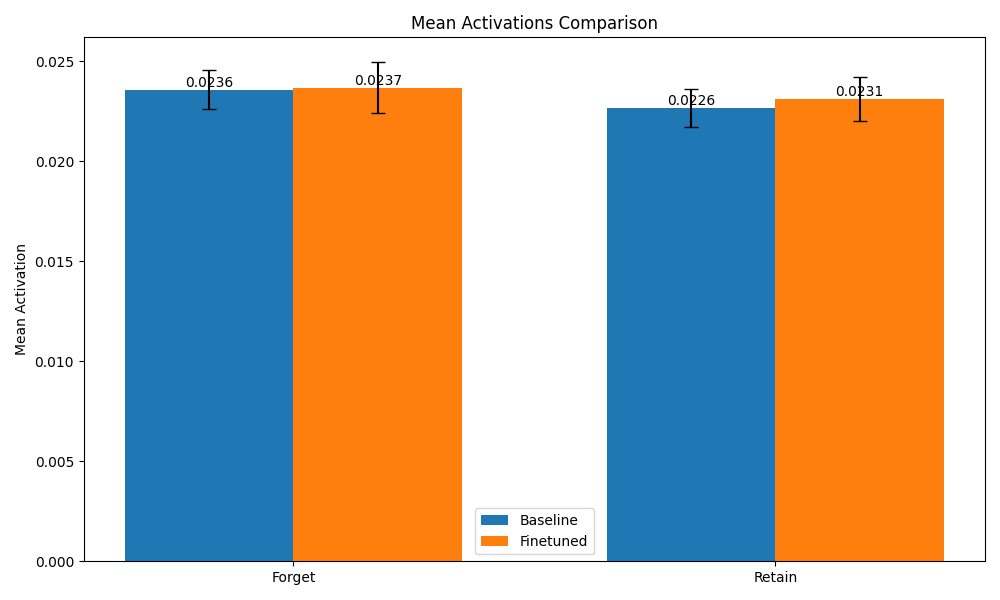 Mean Activations Comparison
Mean Activation
0.025
0.020
0.015
0.010
0.005
0.000
0.0236
0.0237
0.0226
0.0231
Baseline
Finetuned
Forget
Retain